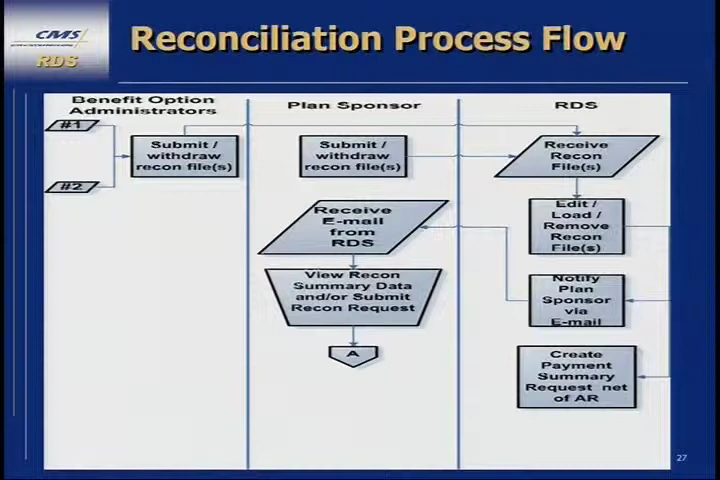 CMS
RDS
Reconciliation Process Flow
Benefit Option
Administrators
Plan Sponsor
RDS
#1
#2
Submit /
withdraw
recon file(s)
Submit /
withdraw
recon file(s)
Receive
Recon
File(s)
Receive
E-mail
from
RDS
Edit /
Load /
Remove
Recon
File(s)
View Recon
Summary Data
and/or Submit
Recon Request
Notify
Plan
Sponsor
via
E-mail
A
Create
Payment
Summary
Request net
of AR
27